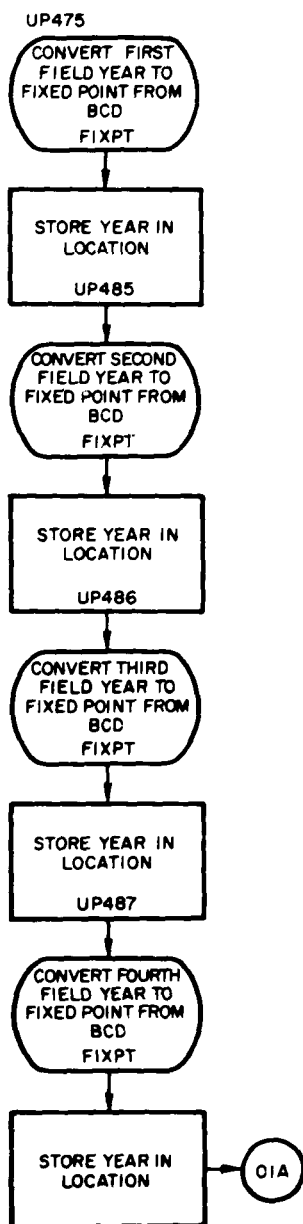 UP475
CONVERT FIRST
FIELD YEAR TO
FIXED POINT FROM
BCD
FIXPT
STORE YEAR IN
LOCATION
UP485
CONVERT SECOND
FIELD YEAR TO
FIXED POINT FROM
BCD
FIXPT
STORE YEAR IN
LOCATION
UP486
CONVERT THIRD
FIELD YEAR TO
FIXED POINT FROM
BCD
FIXPT
STORE YEAR IN
LOCATION
UP487
CONVERT FOURTH
FIELD YEAR TO
FIXED POINT FROM
BCD
FIXPT
STORE YEAR IN
LOCATION
01A